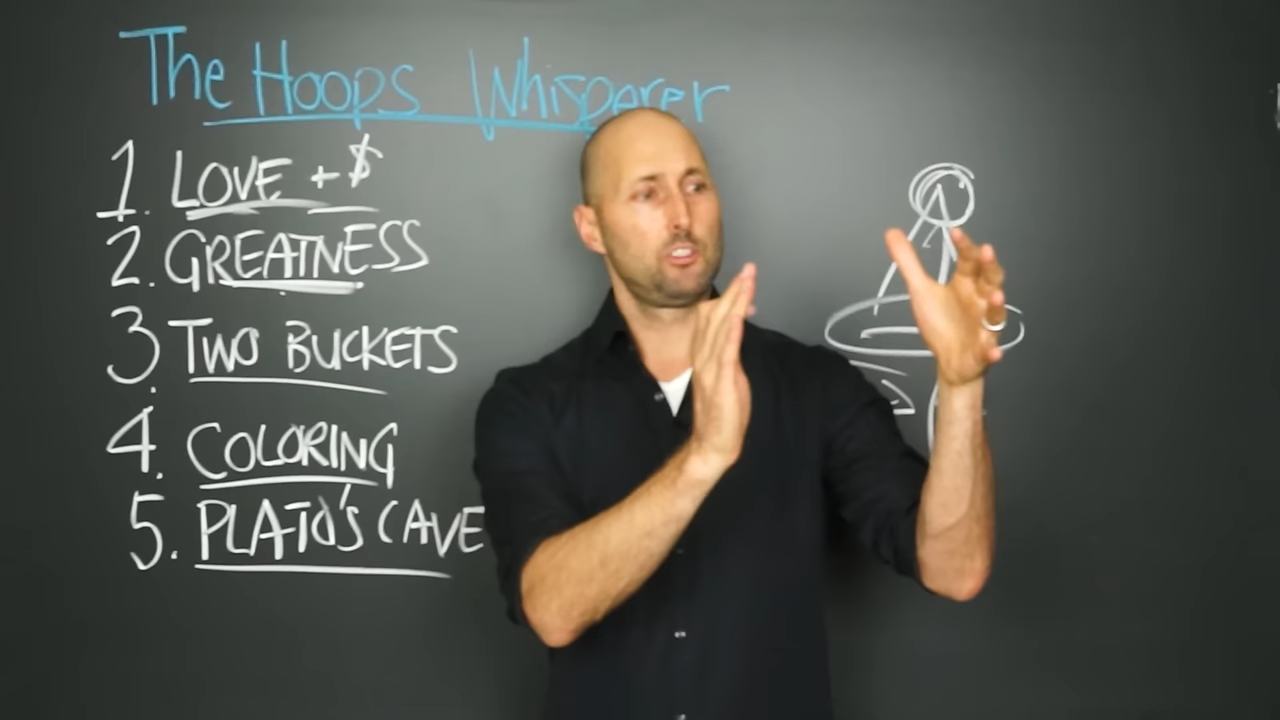 The Hoops Whisperer
1. LOVE + $
2. GREATNESS
3. TWO BUCKETS
4. COLORING
5. PLATO'S CAVE